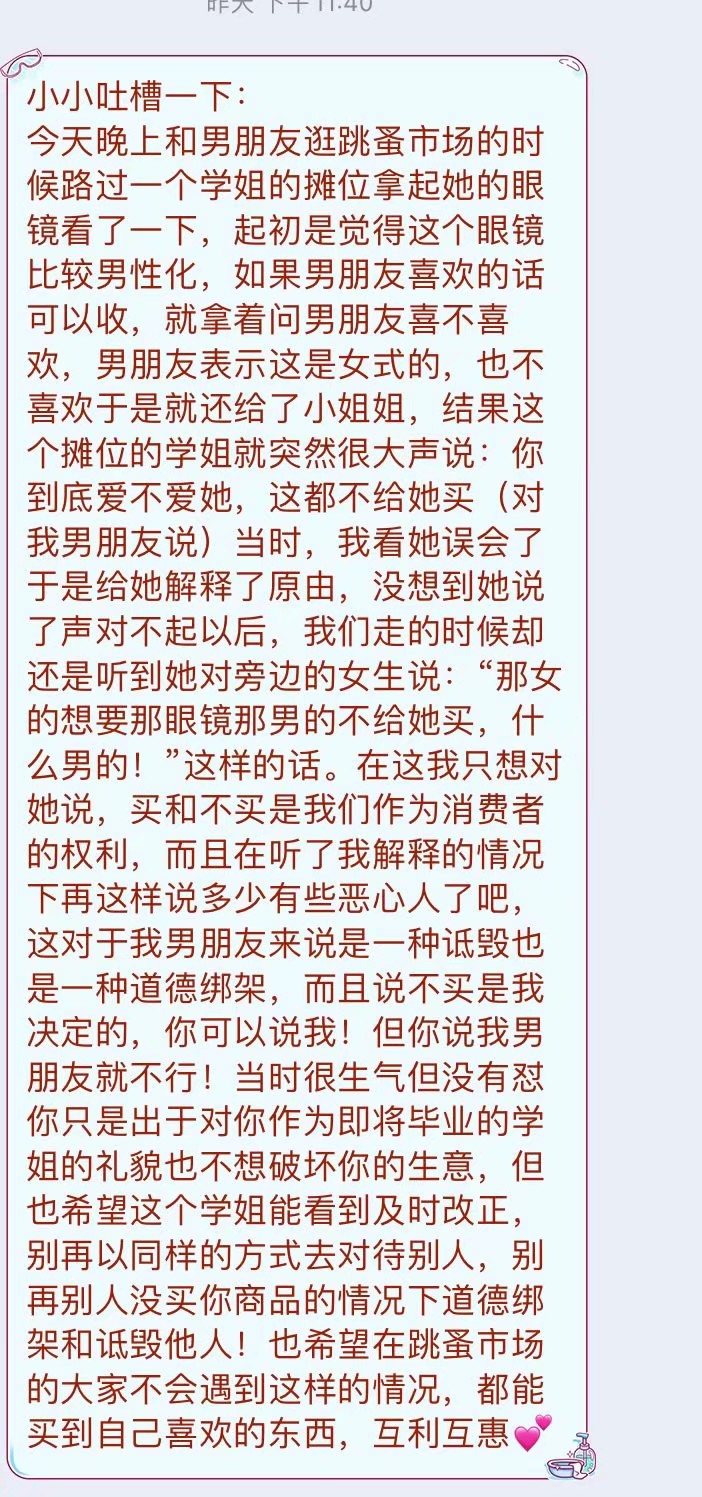 昨天 下午11:40
小小吐槽一下：
今天晚上和男朋友逛跳蚤市场的时
候路过一个学姐的摊位拿起她的眼
镜看了一下，起初是觉得这个眼镜
比较男性化，如果男朋友喜欢的话
可以收，就拿着问男朋友喜不喜
欢，男朋友表示这是女式的，也不
喜欢于是就还给了小姐姐，结果这
个摊位的学姐就突然很大声说：你
到底爱不爱她，这都不给她买（对
我男朋友说）当时，我看她误会了
于是给她解释了原由，没想到她说
了声对不起以后，我们走的时候却
还是听到她对旁边的女生说：“那女
的想要那眼镜那男的不给她买，什
么男的！”这样的话。在这我只想对
她说，买和不买是我们作为消费者
的权利，而且在听了我解释的情况
下再这样说多少有些恶心人了吧，
这对于我男朋友来说是一种诋毁也
是一种道德绑架，而且说不买是我
决定的，你可以说我！但你说我男
朋友就不行！当时很生气但没有怼
你只是出于对你作为即将毕业的学
姐的礼貌也不想破坏你的生意，但
也希望这个学姐能看到及时改正，
别再以同样的方式去对待别人，别
再别人没买你商品的情况下道德绑
架和诋毁他人！也希望在跳蚤市场
的大家不会遇到这样的情况，都能
买到自己喜欢的东西，互利互惠💕